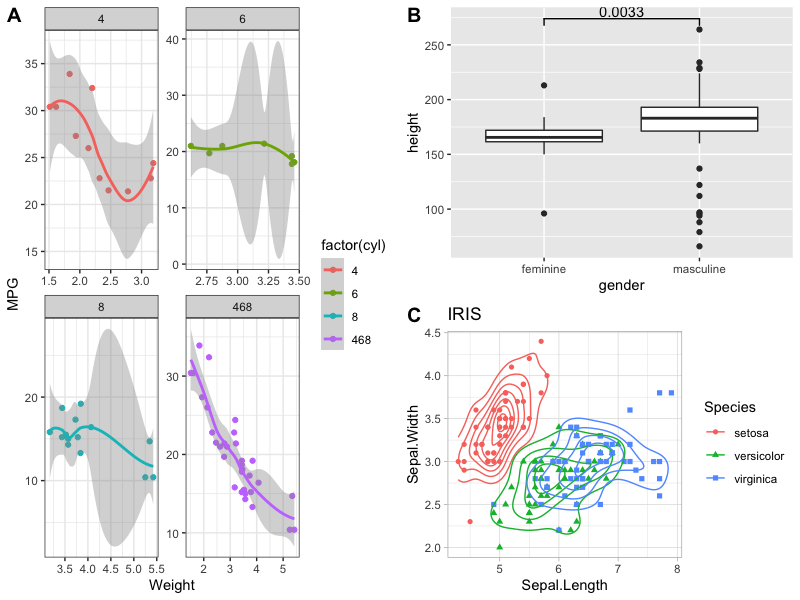 A
4
6
35
30
25
20
15
1.5 2.0 2.5 3.0
40
30
20
10
0
2.75 3.00 3.25 3.50
MPG
8
468
20
10
3.5 4.0 4.5 5.0 5.5
30
20
10
2 3 4 5
Weight
factor(cyl)
4
6
8
468
B
0.0033
250
200
150
100
height
feminine masculine
gender
C
IRIS
4.5
4.0
3.5
3.0
2.5
2.0
Sepal.Width
5 6 7 8
Sepal.Length
Species
setosa
versicolor
virginica